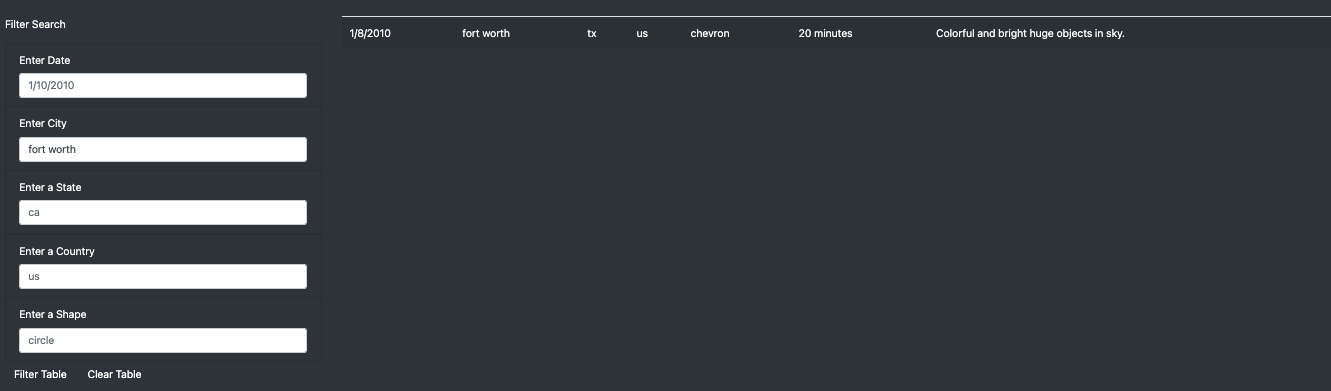 Filter Search
Enter Date
1/10/2010
Enter City
fort worth
Enter a State
ca
Enter a Country
us
Enter a Shape
circle
Filter Table Clear Table
1/8/2010 fort worth tx us chevron 20 minutes Colorful and bright huge objects in sky.